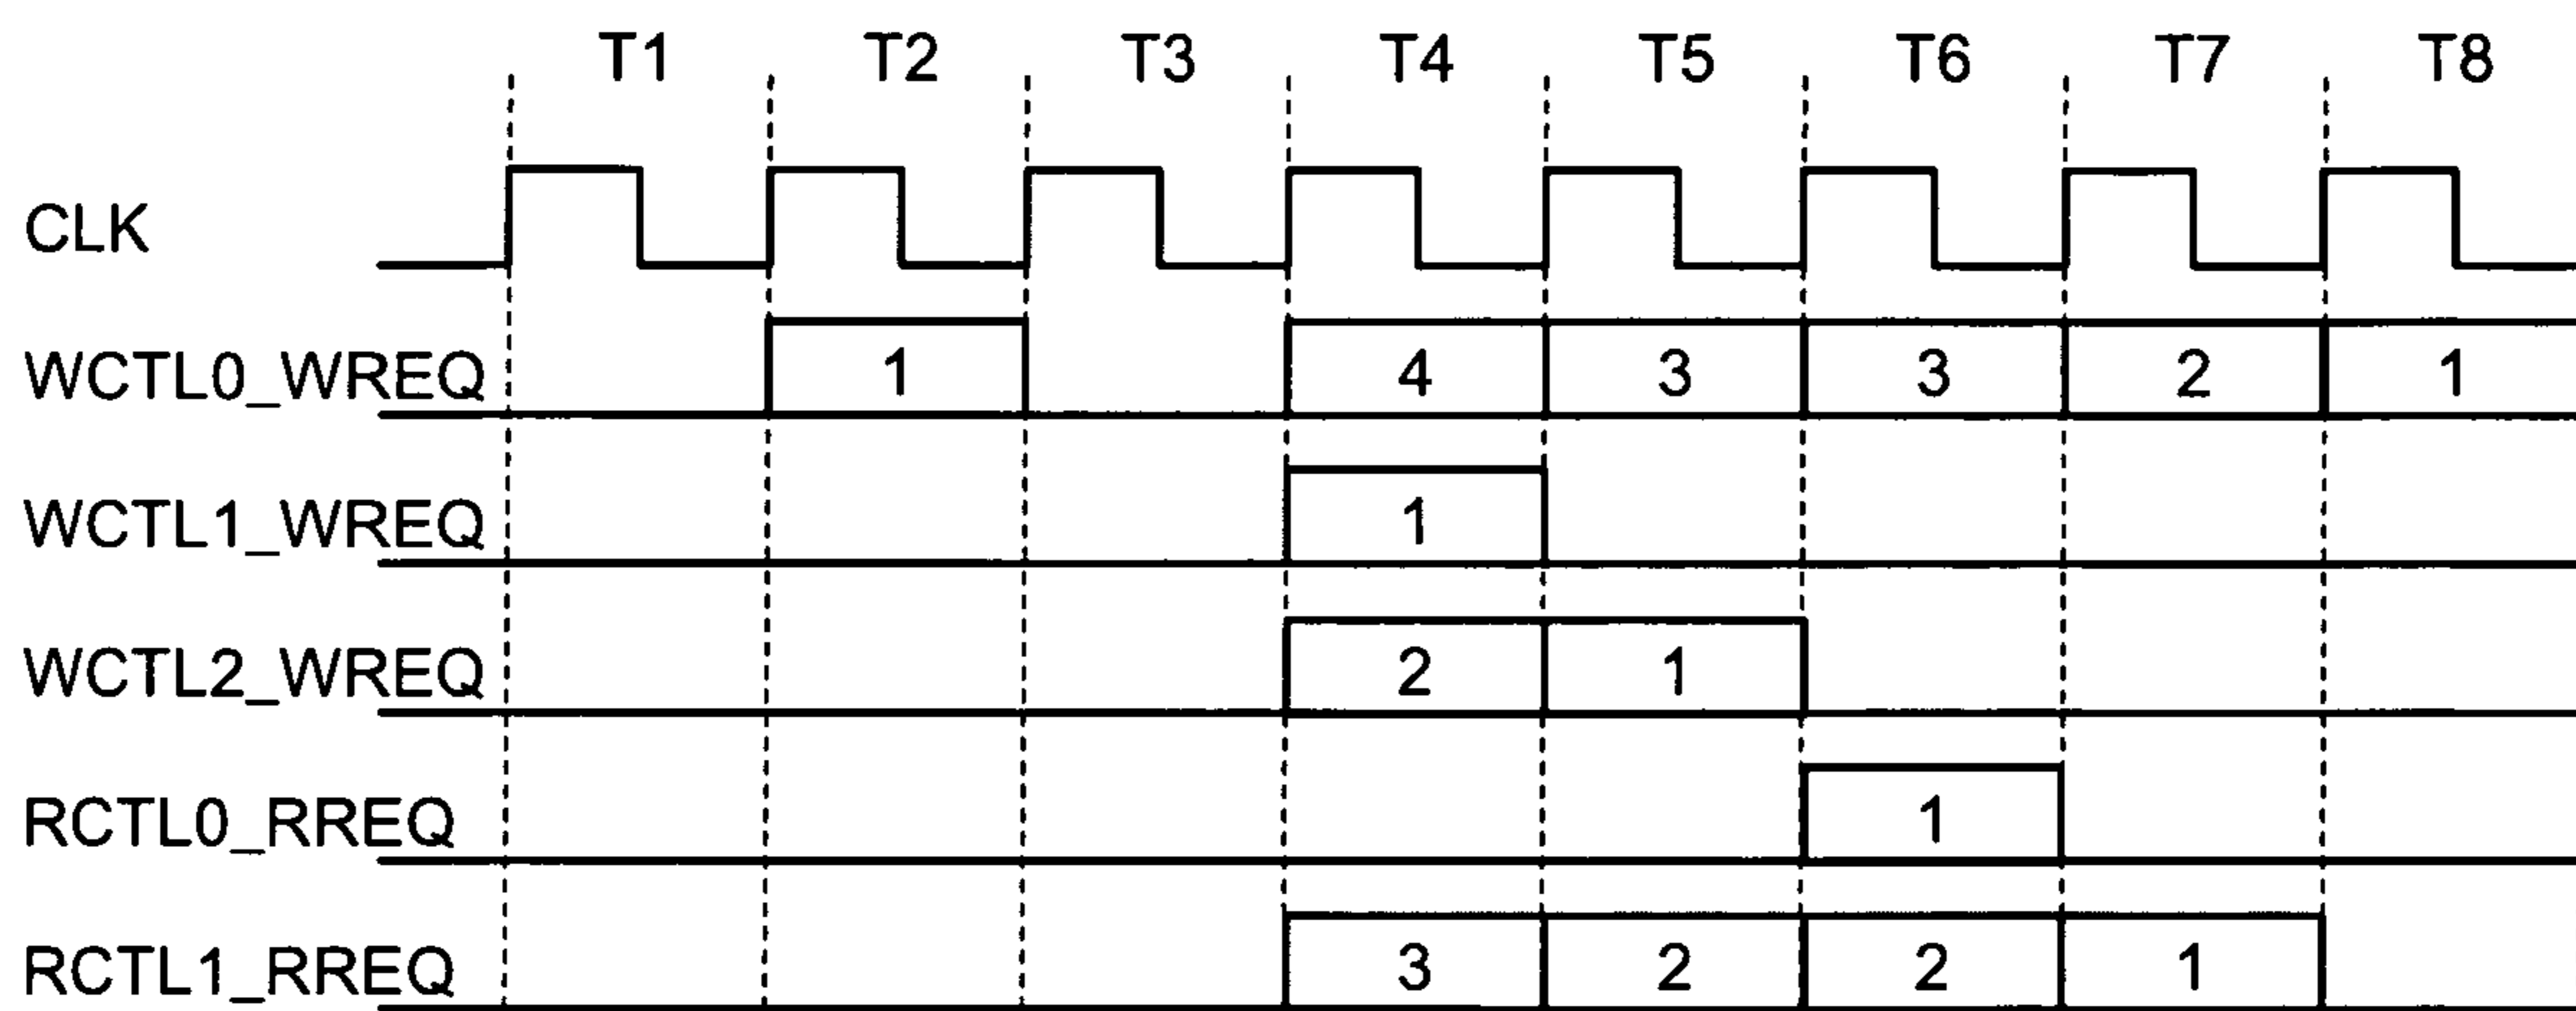 T1 T2 T3 T4 T5 T6 T7 T8
CLK
WCTL0_WREQ 1 4 3 3 2 1
WCTL1_WREQ 1
WCTL2_WREQ 2 1
RCTL0_RREQ 1
RCTL1_RREQ 3 2 2 1